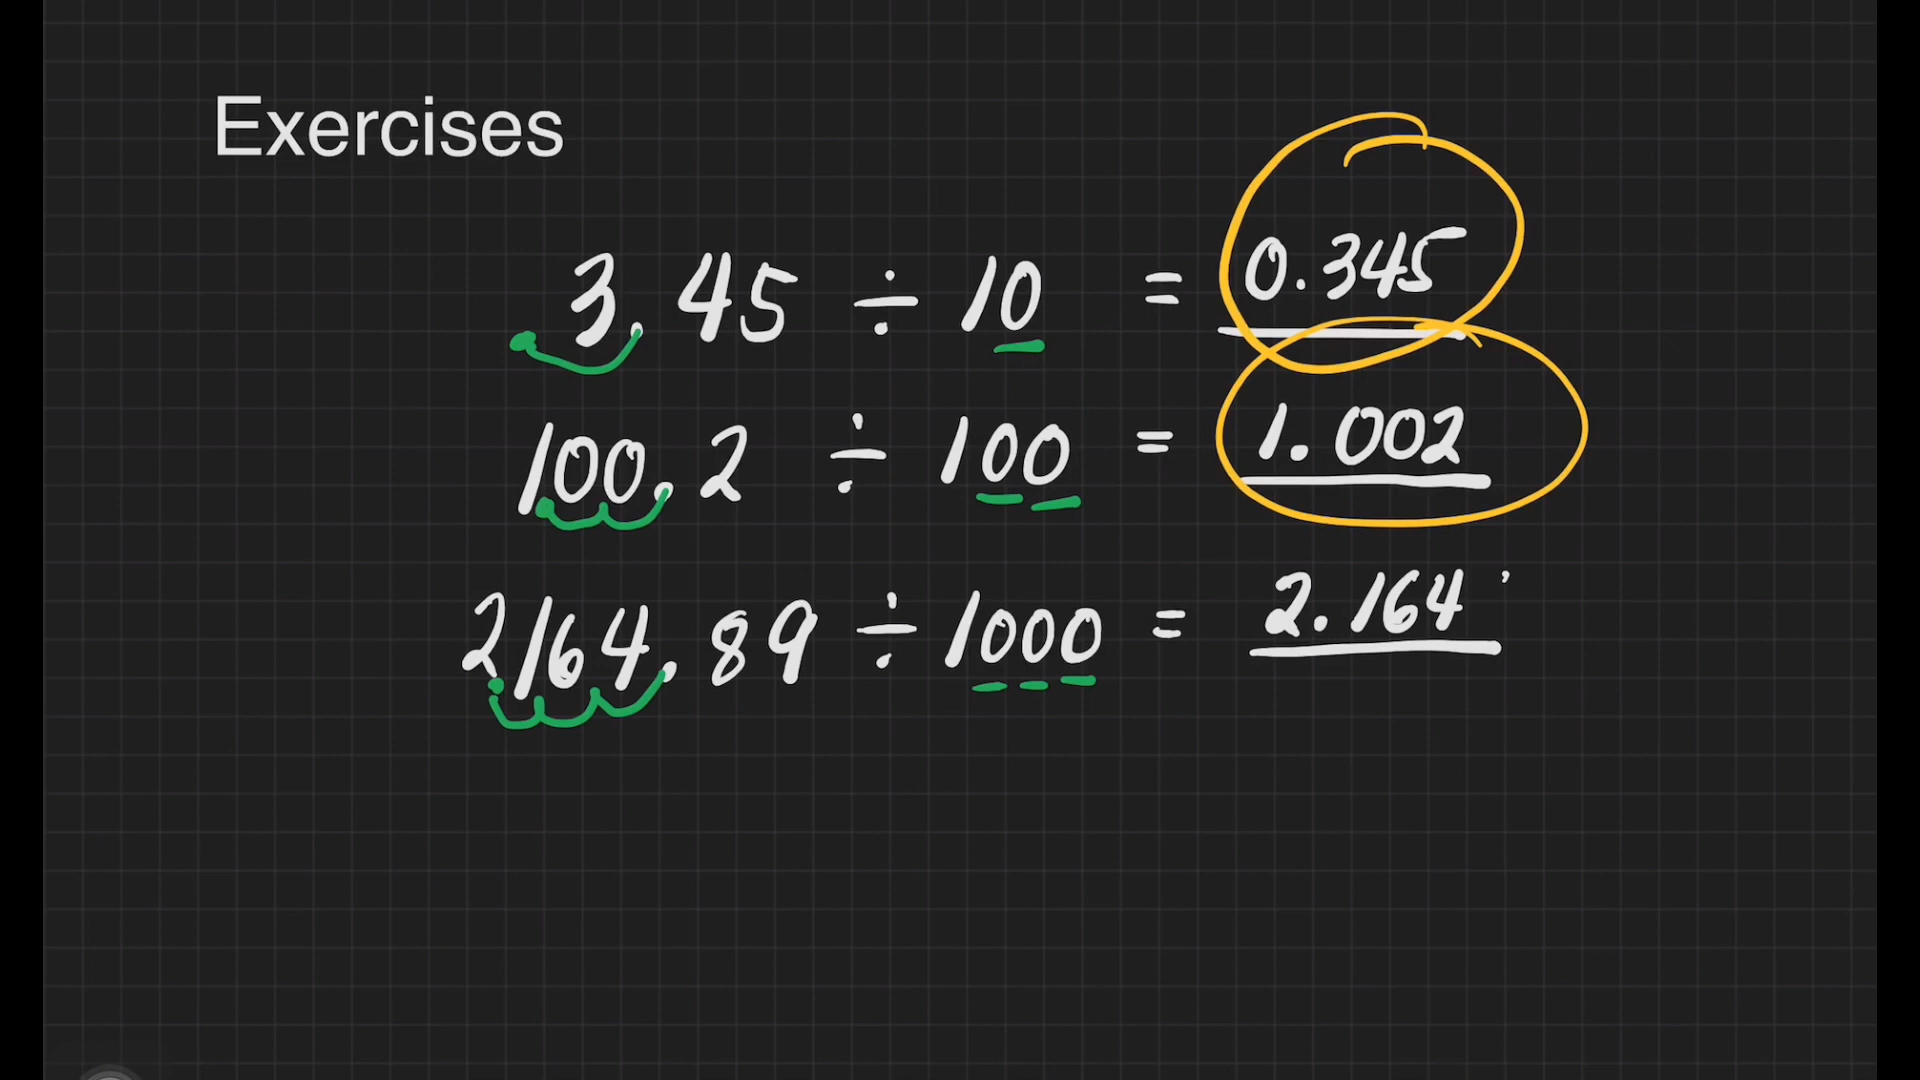 Exercises
3.45 ÷ 10 = 0.345
100.2 ÷ 100 = 1.002
2164.89 ÷ 1000 = 2.164